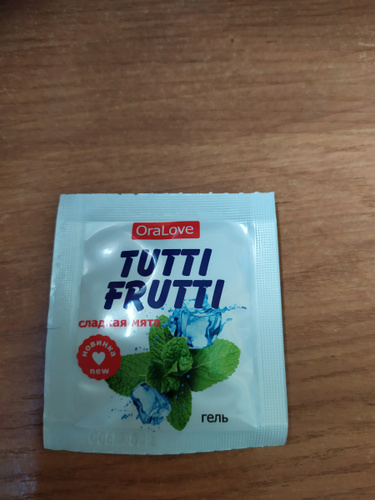 OraLove
TUTTI
FRUTTI
сладкая мята
новинка
new
гель